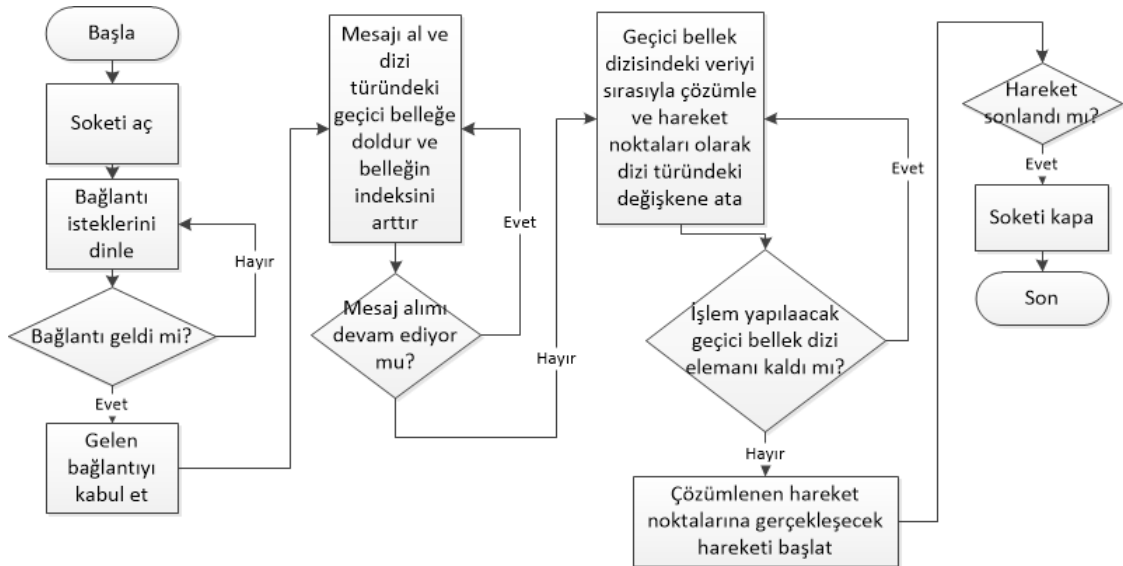 Başla
Soketi aç
Bağlantı
isteklerini
dinle
Hayır
Bağlantı geldi mi?
Evet
Gelen
bağlantıyı
kabul et
Mesajı al ve
dizi
türündeki
geçici belleğe
doldur ve
belleğin
indeksini
arttır
Evet
Mesaj alımı
devam ediyor
mu?
Hayır
Geçici bellek
dizisindeki veriyi
sırasıyla çözümle
ve hareket
noktaları olarak
dizi türündeki
değişkene ata
Evet
İşlem yapılaacak
geçici bellek dizi
elemanı kaldı mı?
Hayır
Çözümlenen hareket
noktalarına gerçekleşecek
hareketi başlat
Hareket
sonlandı mı?
Evet
Soketi kapa
Son